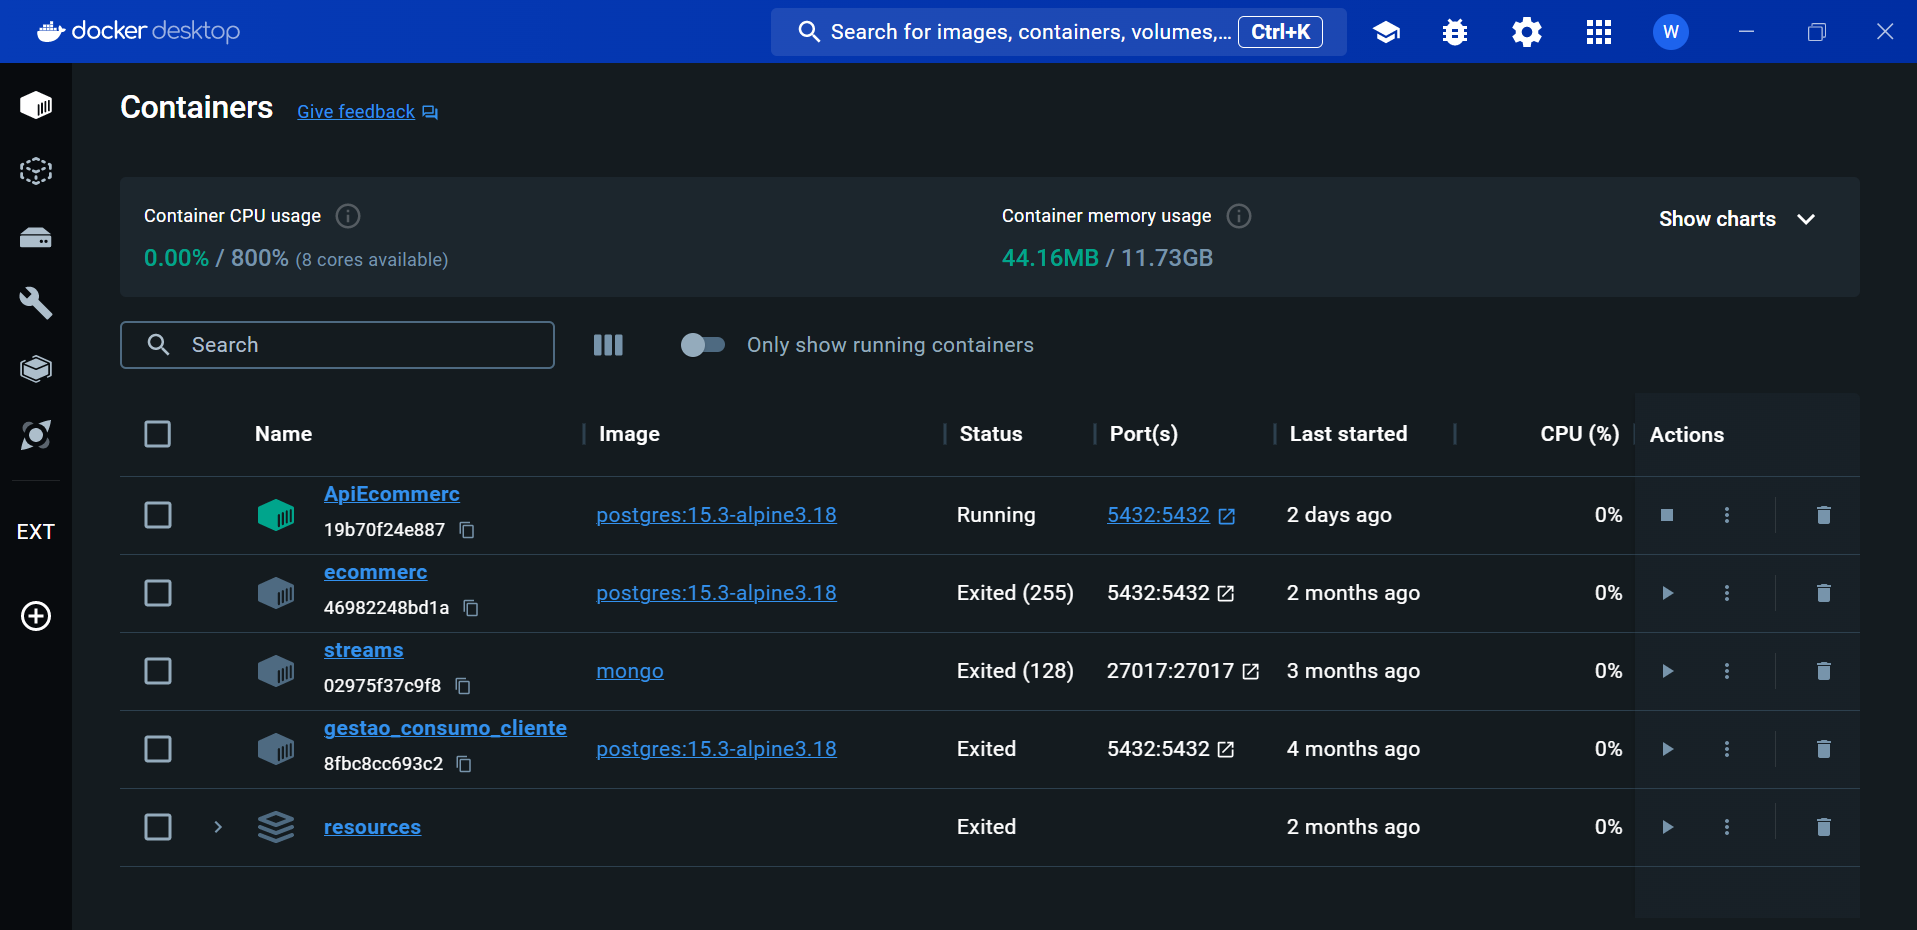 docker desktop
Search for images, containers, volumes,... Ctrl+K
W
Containers Give feedback
Container CPU usage
0.00% / 800% (8 cores available)
Container memory usage
44.16MB / 11.73GB
Show charts
Search
Only show running containers
Name Image Status Port(s) Last started CPU (%) Actions
ApiEcommerc
19b70f24e887
postgres:15.3-alpine3.18 Running 5432:5432 2 days ago 0%
ecommerc
46982248bd1a
postgres:15.3-alpine3.18 Exited (255) 5432:5432 2 months ago 0%
streams
02975f37c9f8
mongo Exited (128) 27017:27017 3 months ago 0%
gestao_consumo_cliente
8fbc8cc693c2
postgres:15.3-alpine3.18 Exited 5432:5432 4 months ago 0%
resources Exited 2 months ago 0%
EXT